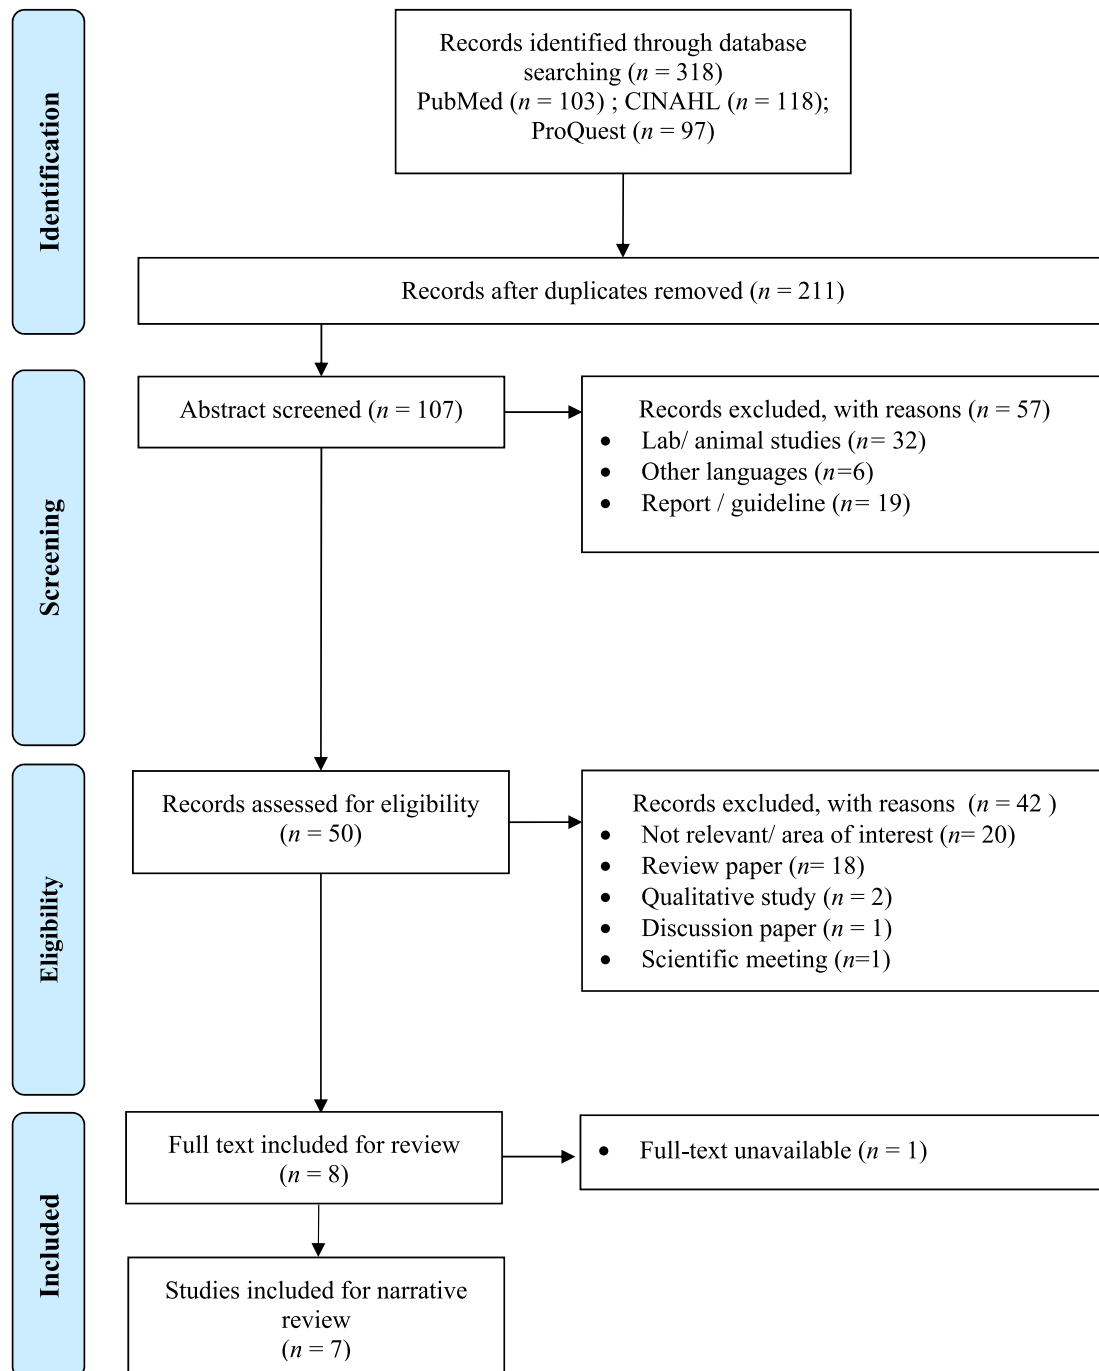 Identification
Records identified through database
searching (n = 318)
PubMed (n = 103) ; CINAHL (n = 118);
ProQuest (n = 97)
Records after duplicates removed (n = 211)
Screening
Abstract screened (n = 107)
Records excluded, with reasons (n = 57)
• Lab/ animal studies (n= 32)
• Other languages (n=6)
• Report / guideline (n= 19)
Eligibility
Records assessed for eligibility
(n = 50)
Records excluded, with reasons (n = 42 )
• Not relevant/ area of interest (n= 20)
• Review paper (n= 18)
• Qualitative study (n = 2)
• Discussion paper (n = 1)
• Scientific meeting (n=1)
Included
Full text included for review
(n = 8)
• Full-text unavailable (n = 1)
Studies included for narrative
review
(n = 7)